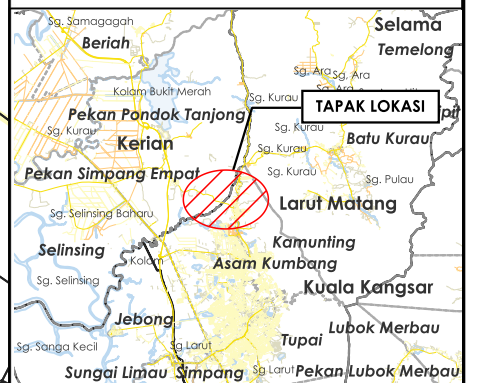 Sg. Samagagah
Selama
Beriah
Temelong
Sg. Ara
Sg. Ara
Kolam Bukit Merah
Sg. Kurau
TAPAK LOKASI
Pekan Pondok Tanjong
Sg. Kurau
Sg. Kurau
Batu Kurau
Kerian
Pekan Simpang Empat
Sg. Kurau
Sg. Pulau
Larut Matang
Sg. Selinsing Baharu
Kamunting
Selinsing
Kolam
Asam Kumbang
Sg. Selinsing
Kuala Kangsar
Jebong
Lubok Merbau
Tupai
Sg. Sanga Kecil
Sg Larut
Sungai Limau
Simpang
Sg Larut
Pekan Lubok Merbau